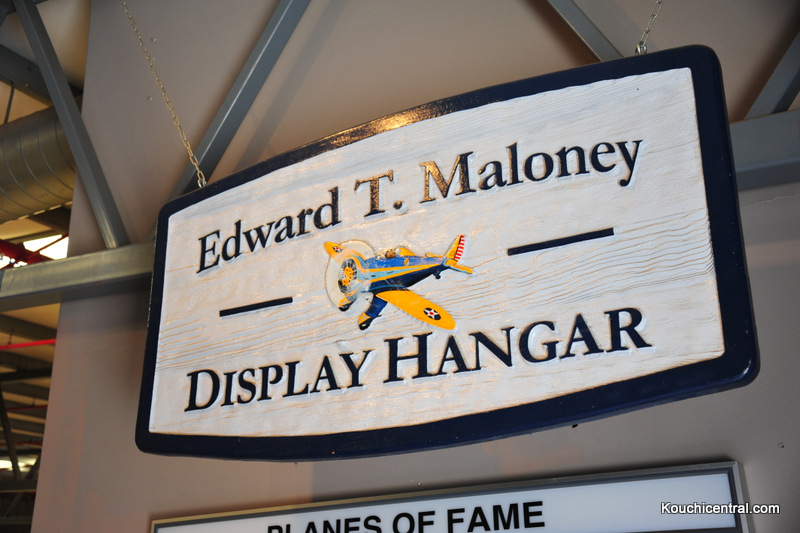 Edward T. Maloney
DISPLAY HANGAR
PLANES OF FAME
Kouchicentral.com